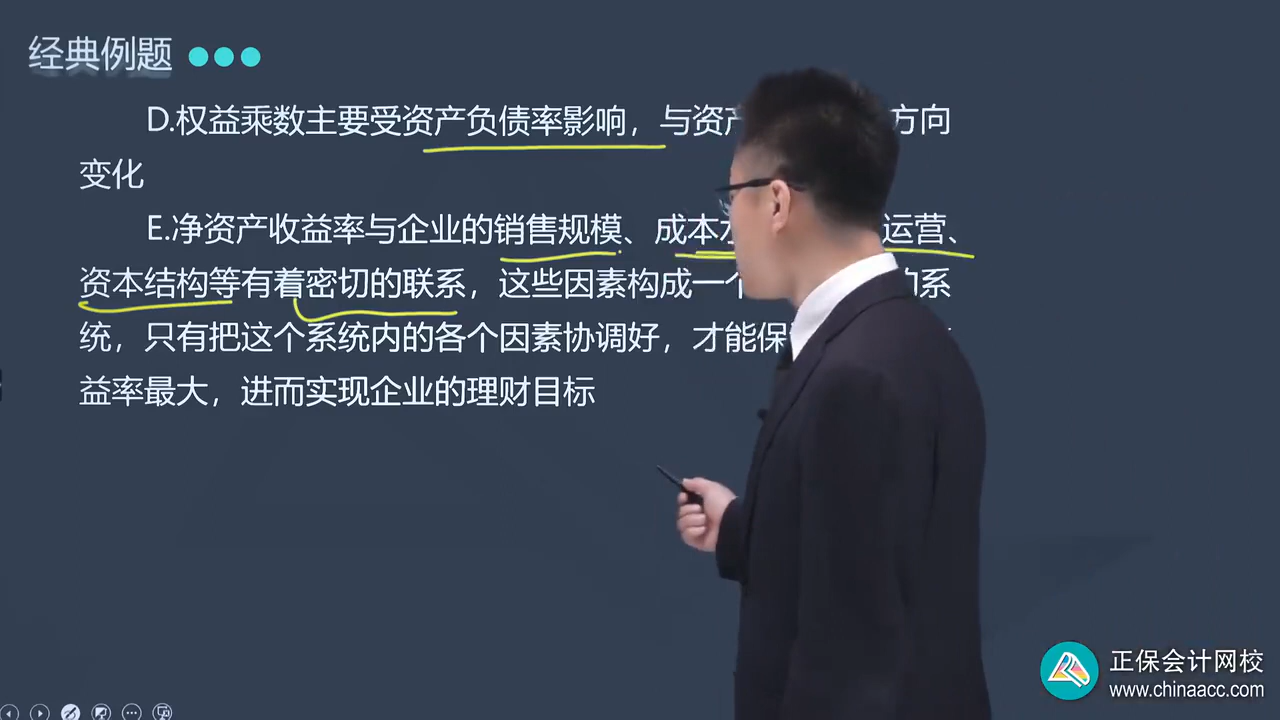 经典例题
D.权益乘数主要受资产负债率影响，与资产 方向
变化
E.净资产收益率与企业的销售规模、成本 运营、
资本结构等有着密切的联系，这些因素构成一个 的系
统，只有把这个系统内的各个因素协调好，才能保
益率最大，进而实现企业的理财目标
正保会计网校
www.chinaacc.com